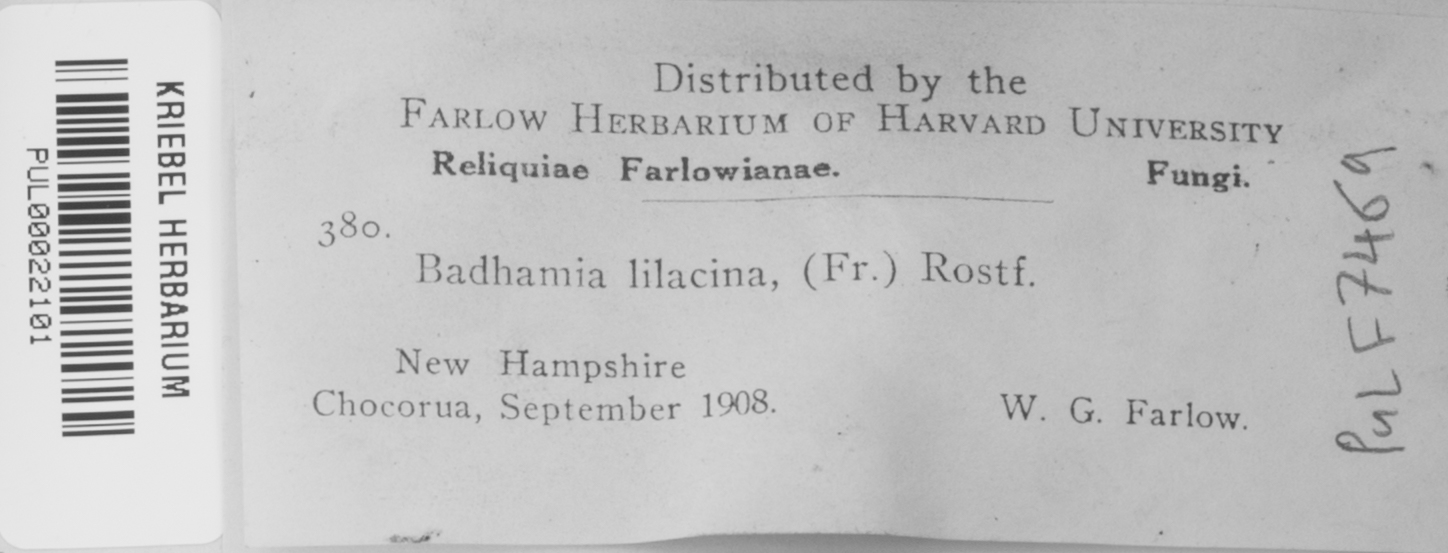 KRIEBEL HERBARIUM
PUL00022101
Distributed by the
FARLOW HERBARIUM OF HARVARD UNIVERSITY
Reliquiae Farlowianae. Fungi.
380.
Badhamia lilacina, (Fr.) Rostf.
New Hampshire
Chocorua, September 1908. W. G. Farlow.
PUL F7469